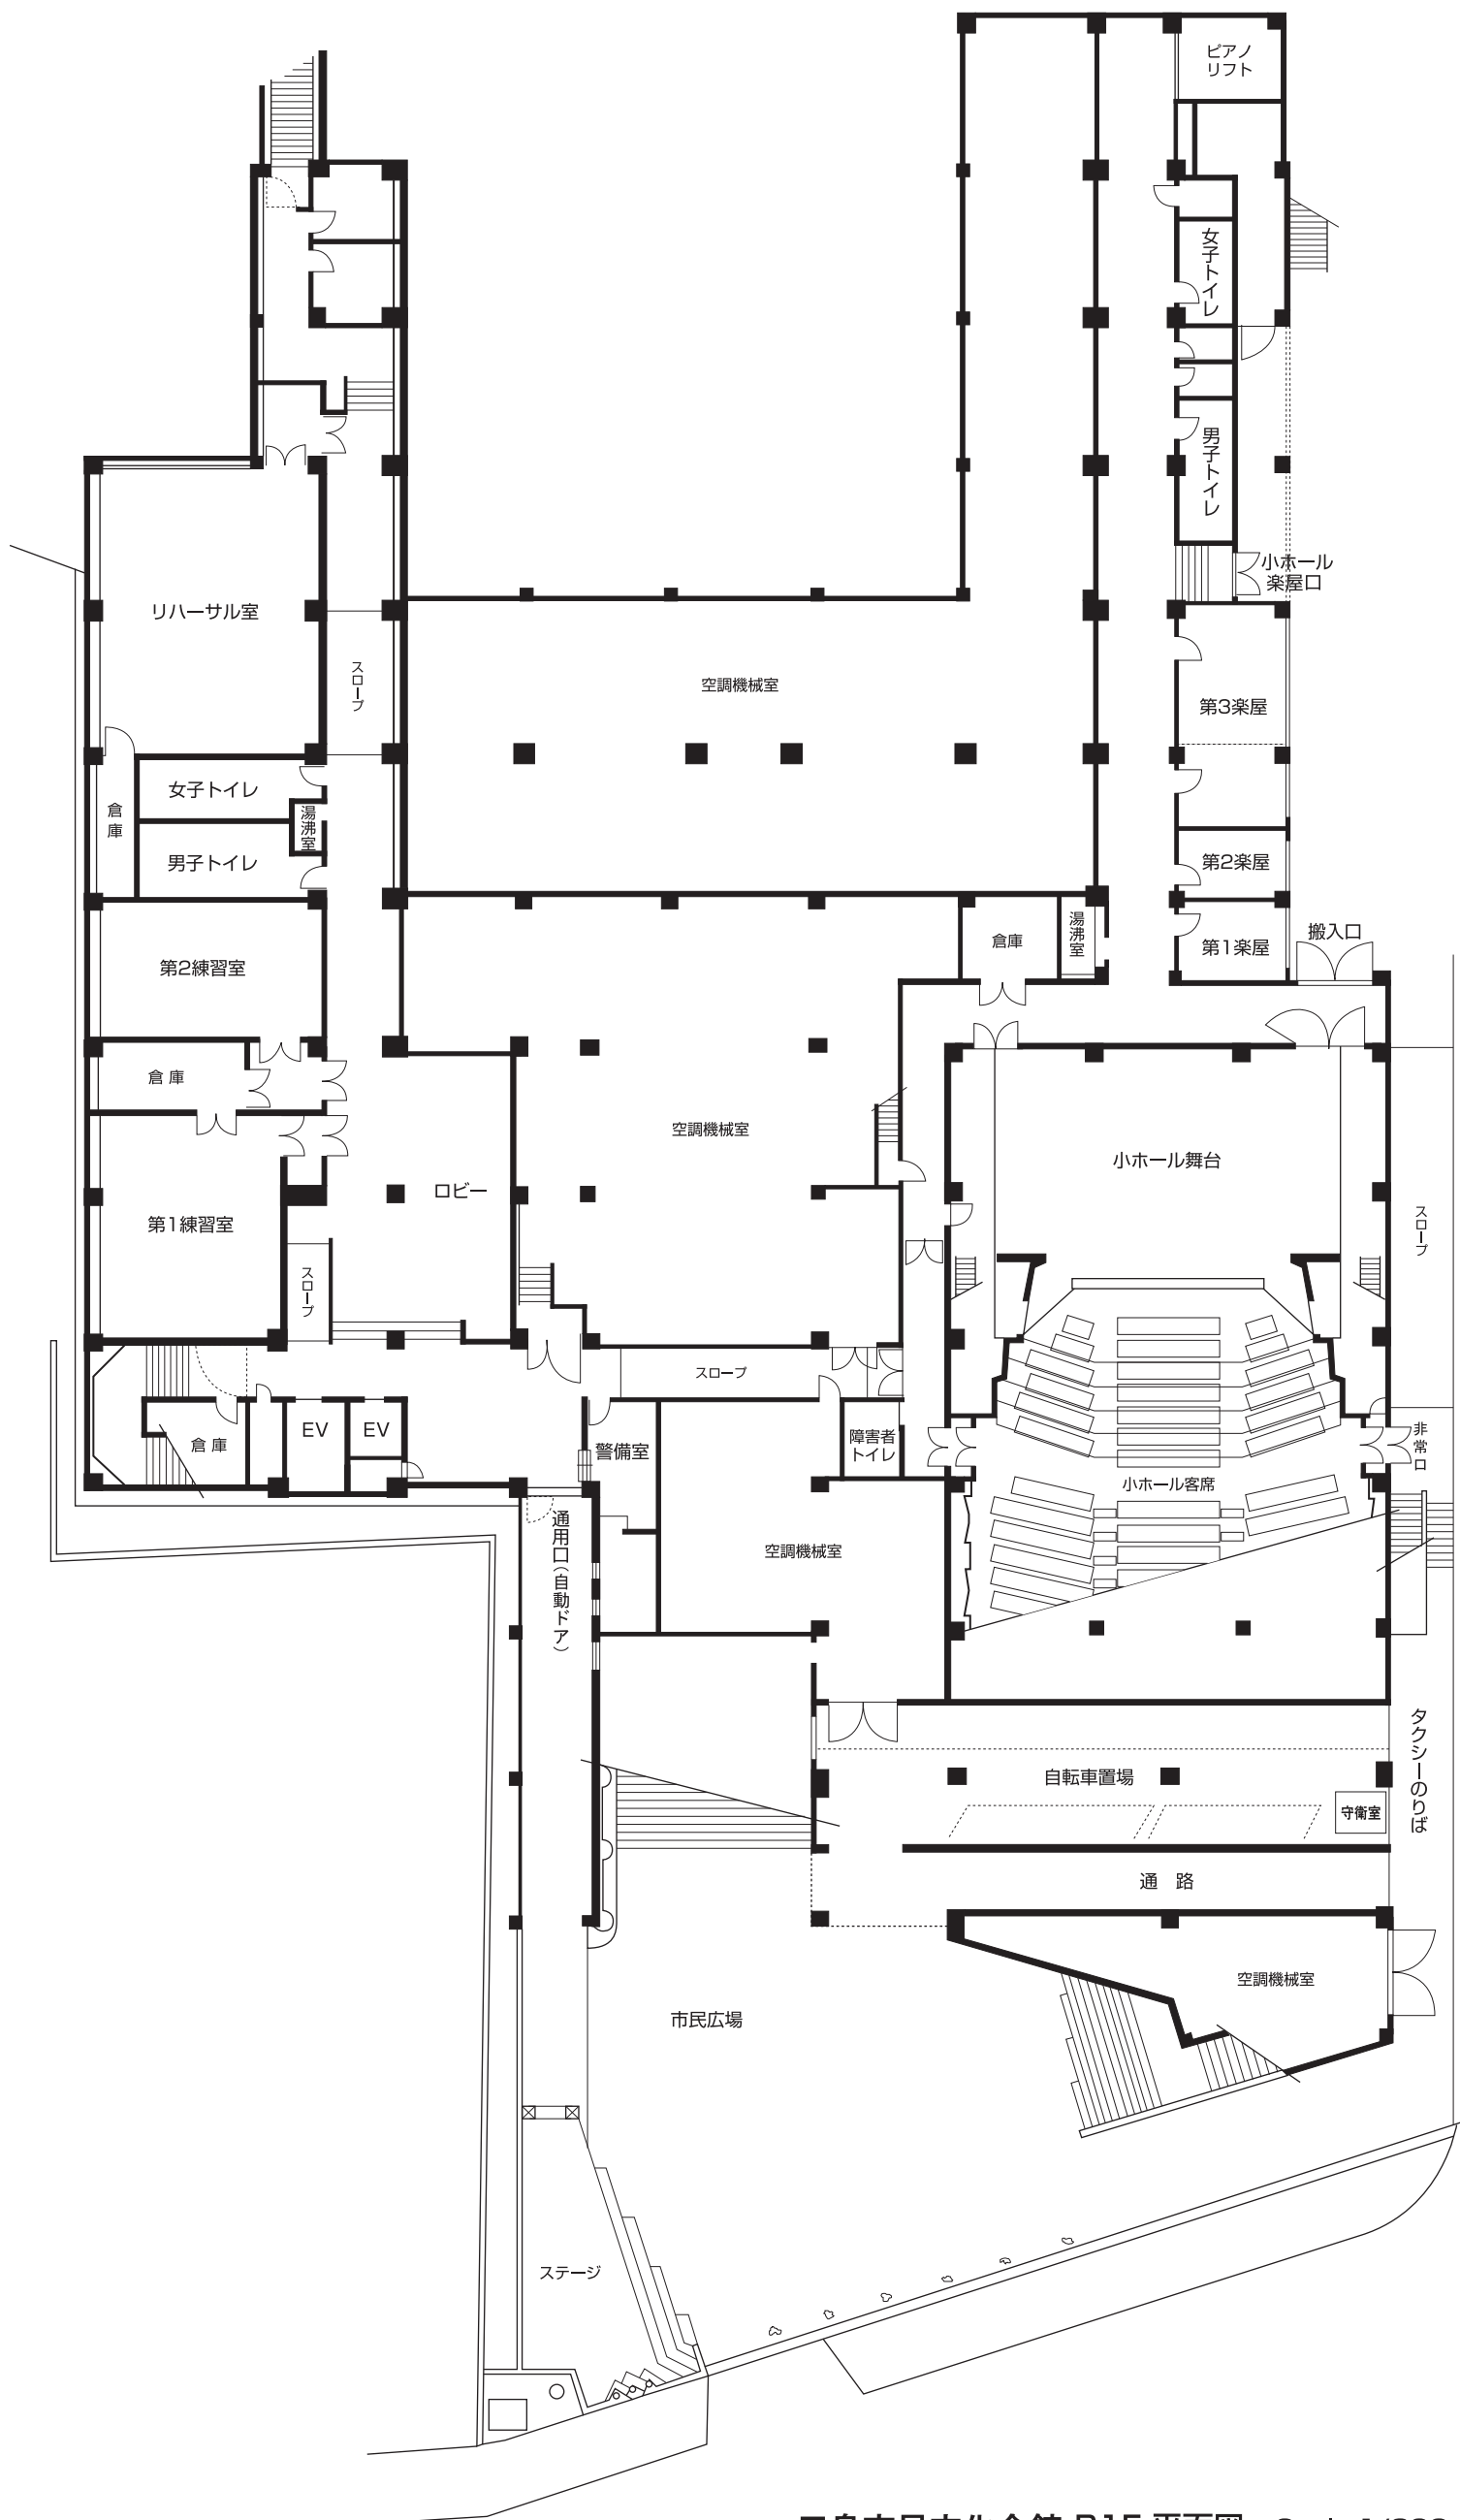 ピアノ
リフト
女子トイレ
男子トイレ
小ホール
楽屋口
リハーサル室
スロープ
空調機械室
第3楽屋
女子トイレ
倉庫
湯沸室
男子トイレ
第2楽屋
湯沸室
倉庫
第1楽屋
搬入口
第2練習室
倉庫
空調機械室
小ホール舞台
ロビー
第1練習室
スロープ
スロープ
スロープ
EV
EV
倉庫
警備室
障害者
トイレ
非常口
小ホール客席
通用口(自動ドア)
空調機械室
タクシーのりば
自転車置場
守衛室
通 路
空調機械室
市民広場
ステージ